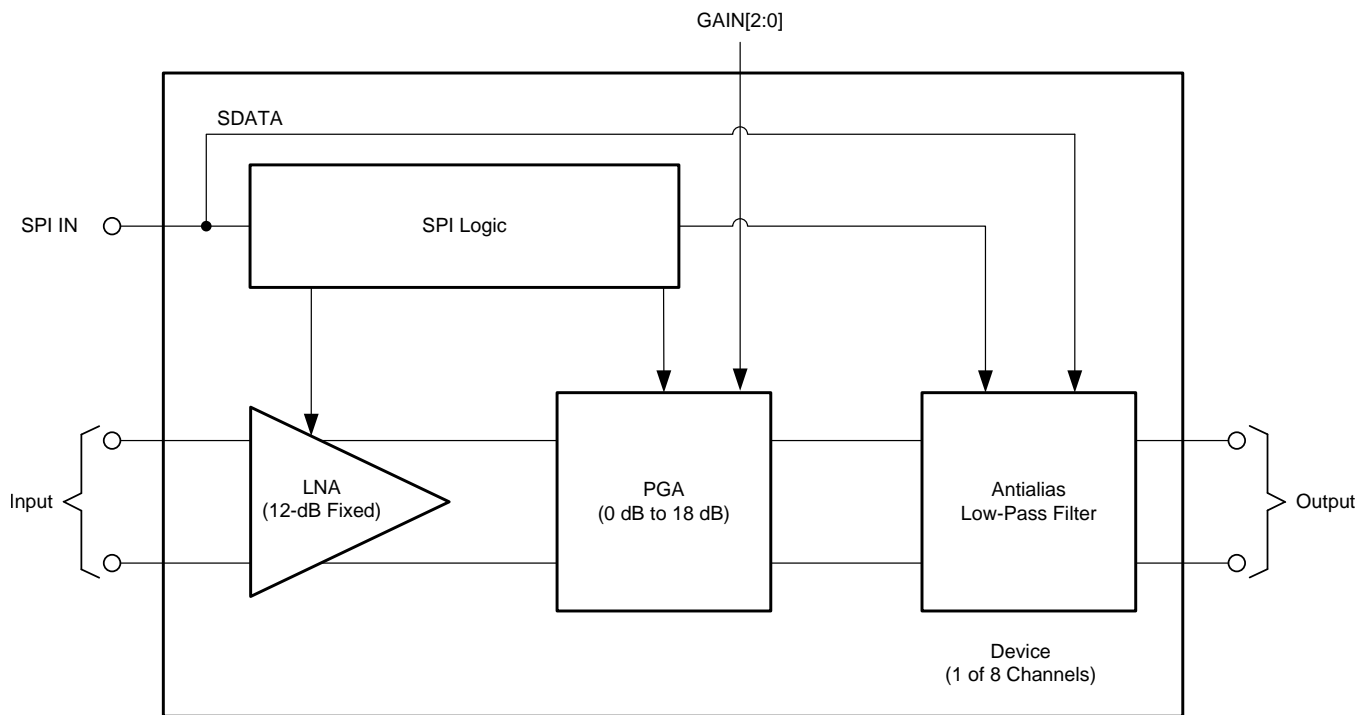 GAIN[2:0]
SDATA
SPI IN
SPI Logic
Input
LNA
(12-dB Fixed)
PGA
(0 dB to 18 dB)
Antialias
Low-Pass Filter
Output
Device
(1 of 8 Channels)